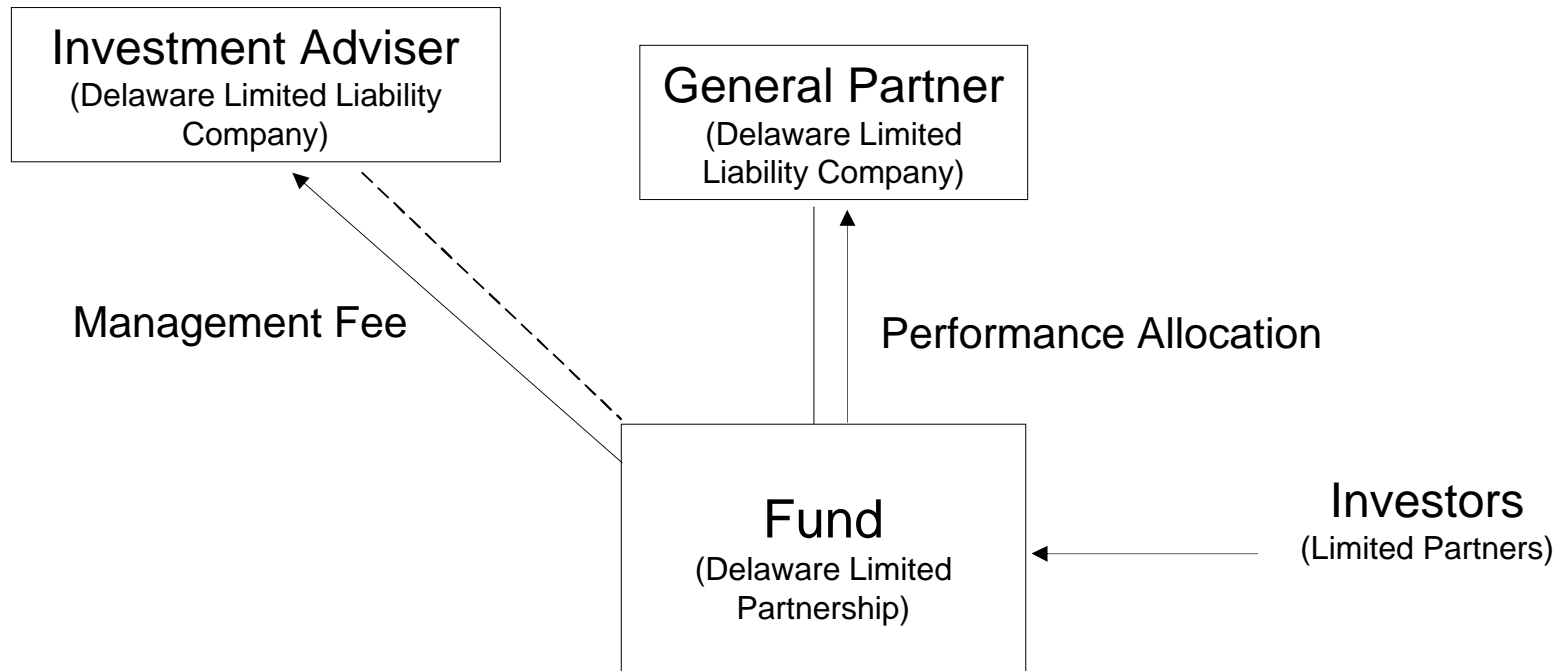 Investment Adviser
(Delaware Limited Liability
Company)
General Partner
(Delaware Limited
Liability Company)
Management Fee
Performance Allocation
Fund
(Delaware Limited
Partnership)
Investors
(Limited Partners)